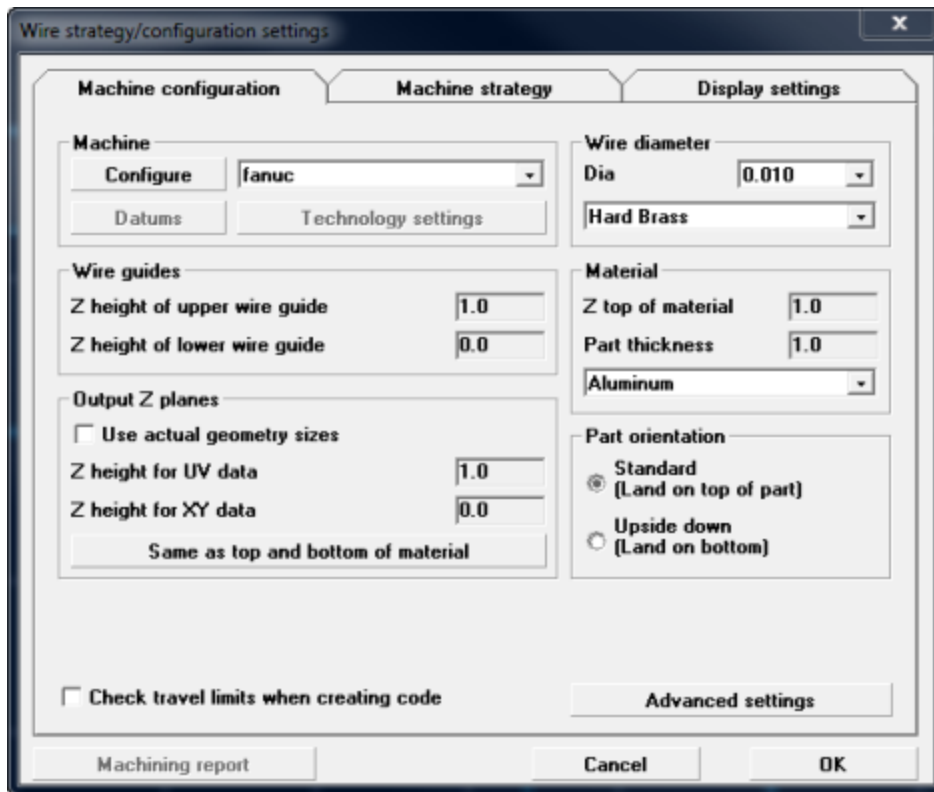 Wire strategy/configuration settings
x
Machine configuration
Machine strategy
Display settings
Machine
Configure
fanuc
Datums
Technology settings
Wire diameter
Dia
0.010
Hard Brass
Wire guides
Z height of upper wire guide
1.0
Z height of lower wire guide
0.0
Material
Z top of material
1.0
Part thickness
1.0
Aluminum
Output Z planes
Use actual geometry sizes
Z height for UV data
1.0
Z height for XY data
0.0
Same as top and bottom of material
Part orientation
Standard
(Land on top of part)
Upside down
(Land on bottom)
Check travel limits when creating code
Advanced settings
Machining report
Cancel
OK